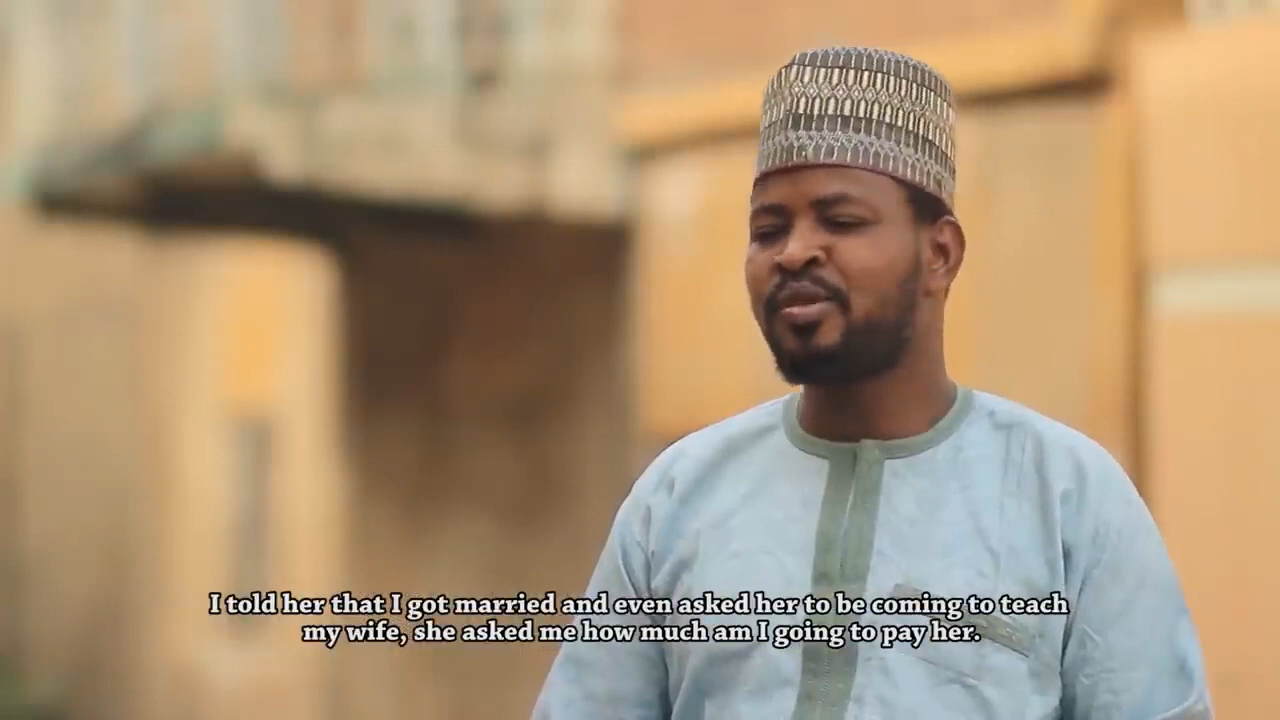 I told her that I got married and even asked her to be coming to teach
my wife, she asked me how much am I going to pay her.